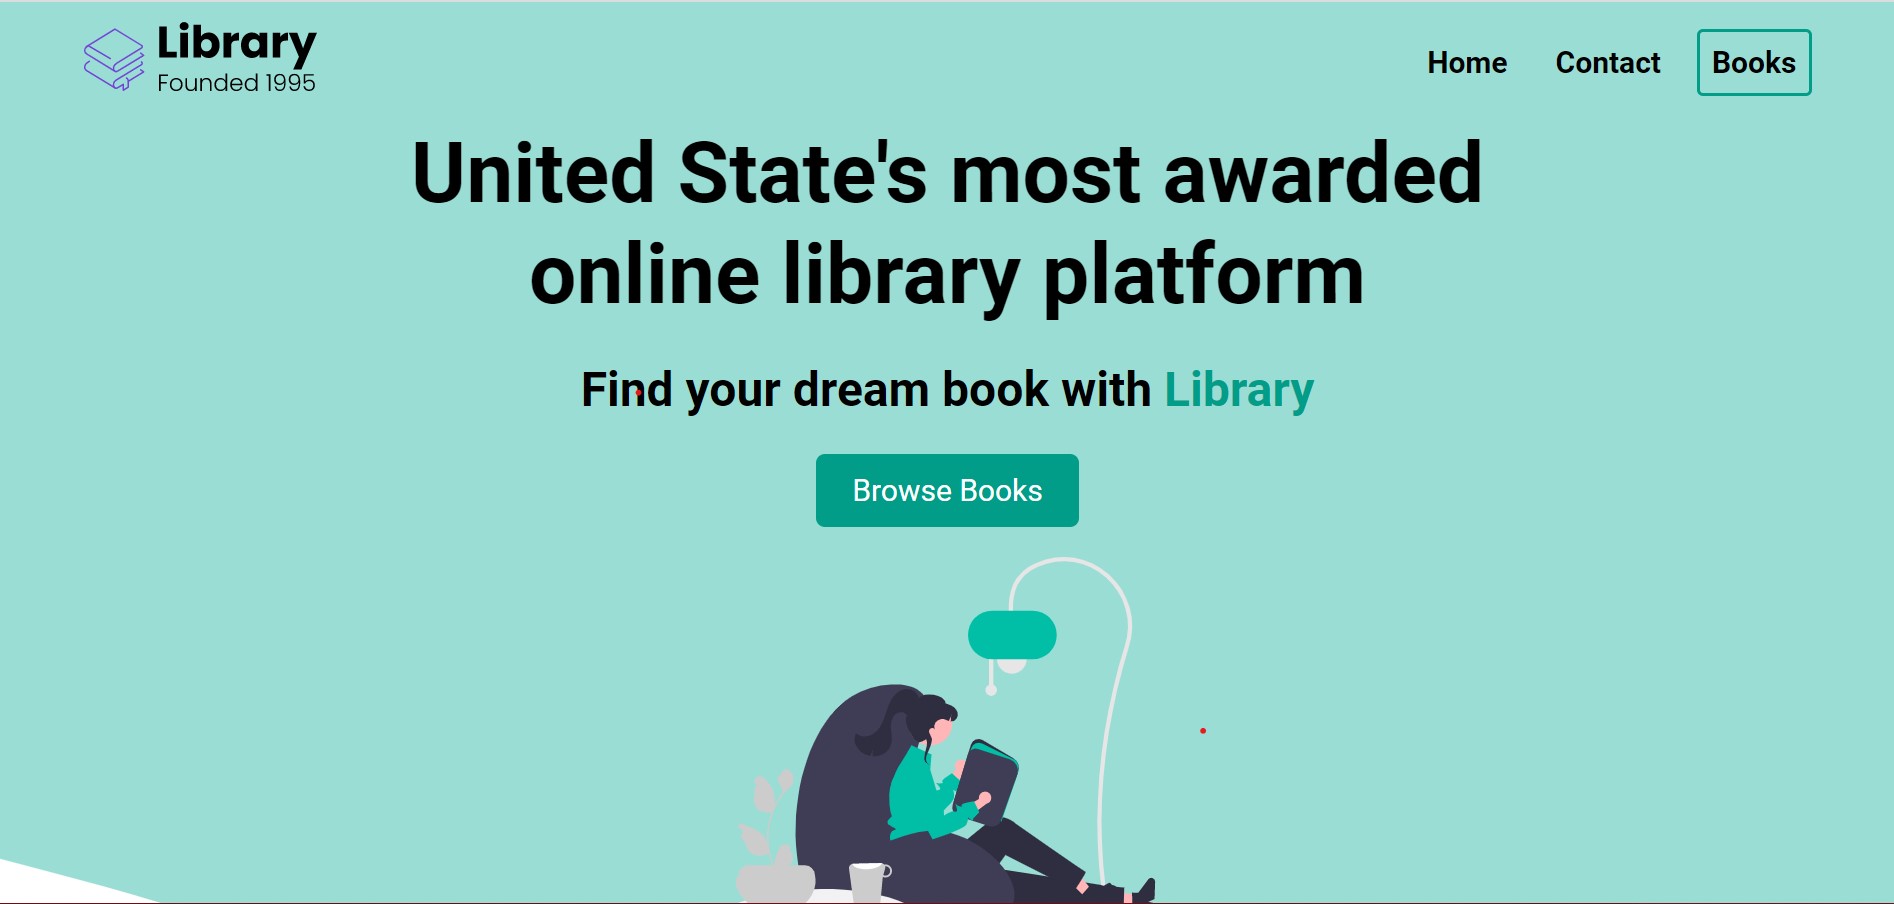 Library
Founded 1995
Home Contact Books
United State's most awarded
online library platform
Find your dream book with Library
Browse Books